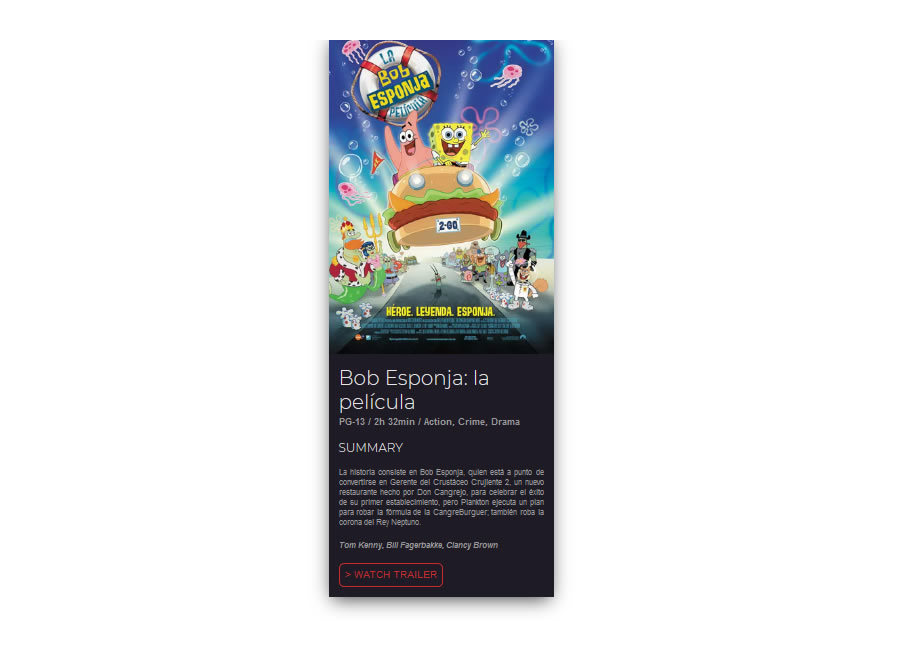 LA
Bob
ESPONJA
PELÍCULA
2-GO
HÉROE. LEYENDA. ESPONJA.
Bob Esponja: la
película
PG-13 / 2h 32min / Action, Crime, Drama
SUMMARY
La historia consiste en Bob Esponja, quien está a punto de
convertirse en Gerente del Crustáceo Crujiente 2, un nuevo
restaurante hecho por Don Cangrejo, para celebrar el éxito
de su primer establecimiento, pero Plankton ejecuta un plan
para robar la fórmula de la CangreBurguer; también roba la
corona del Rey Neptuno.
Tom Kenny, Bill Fagerbakke, Clancy Brown
> WATCH TRAILER